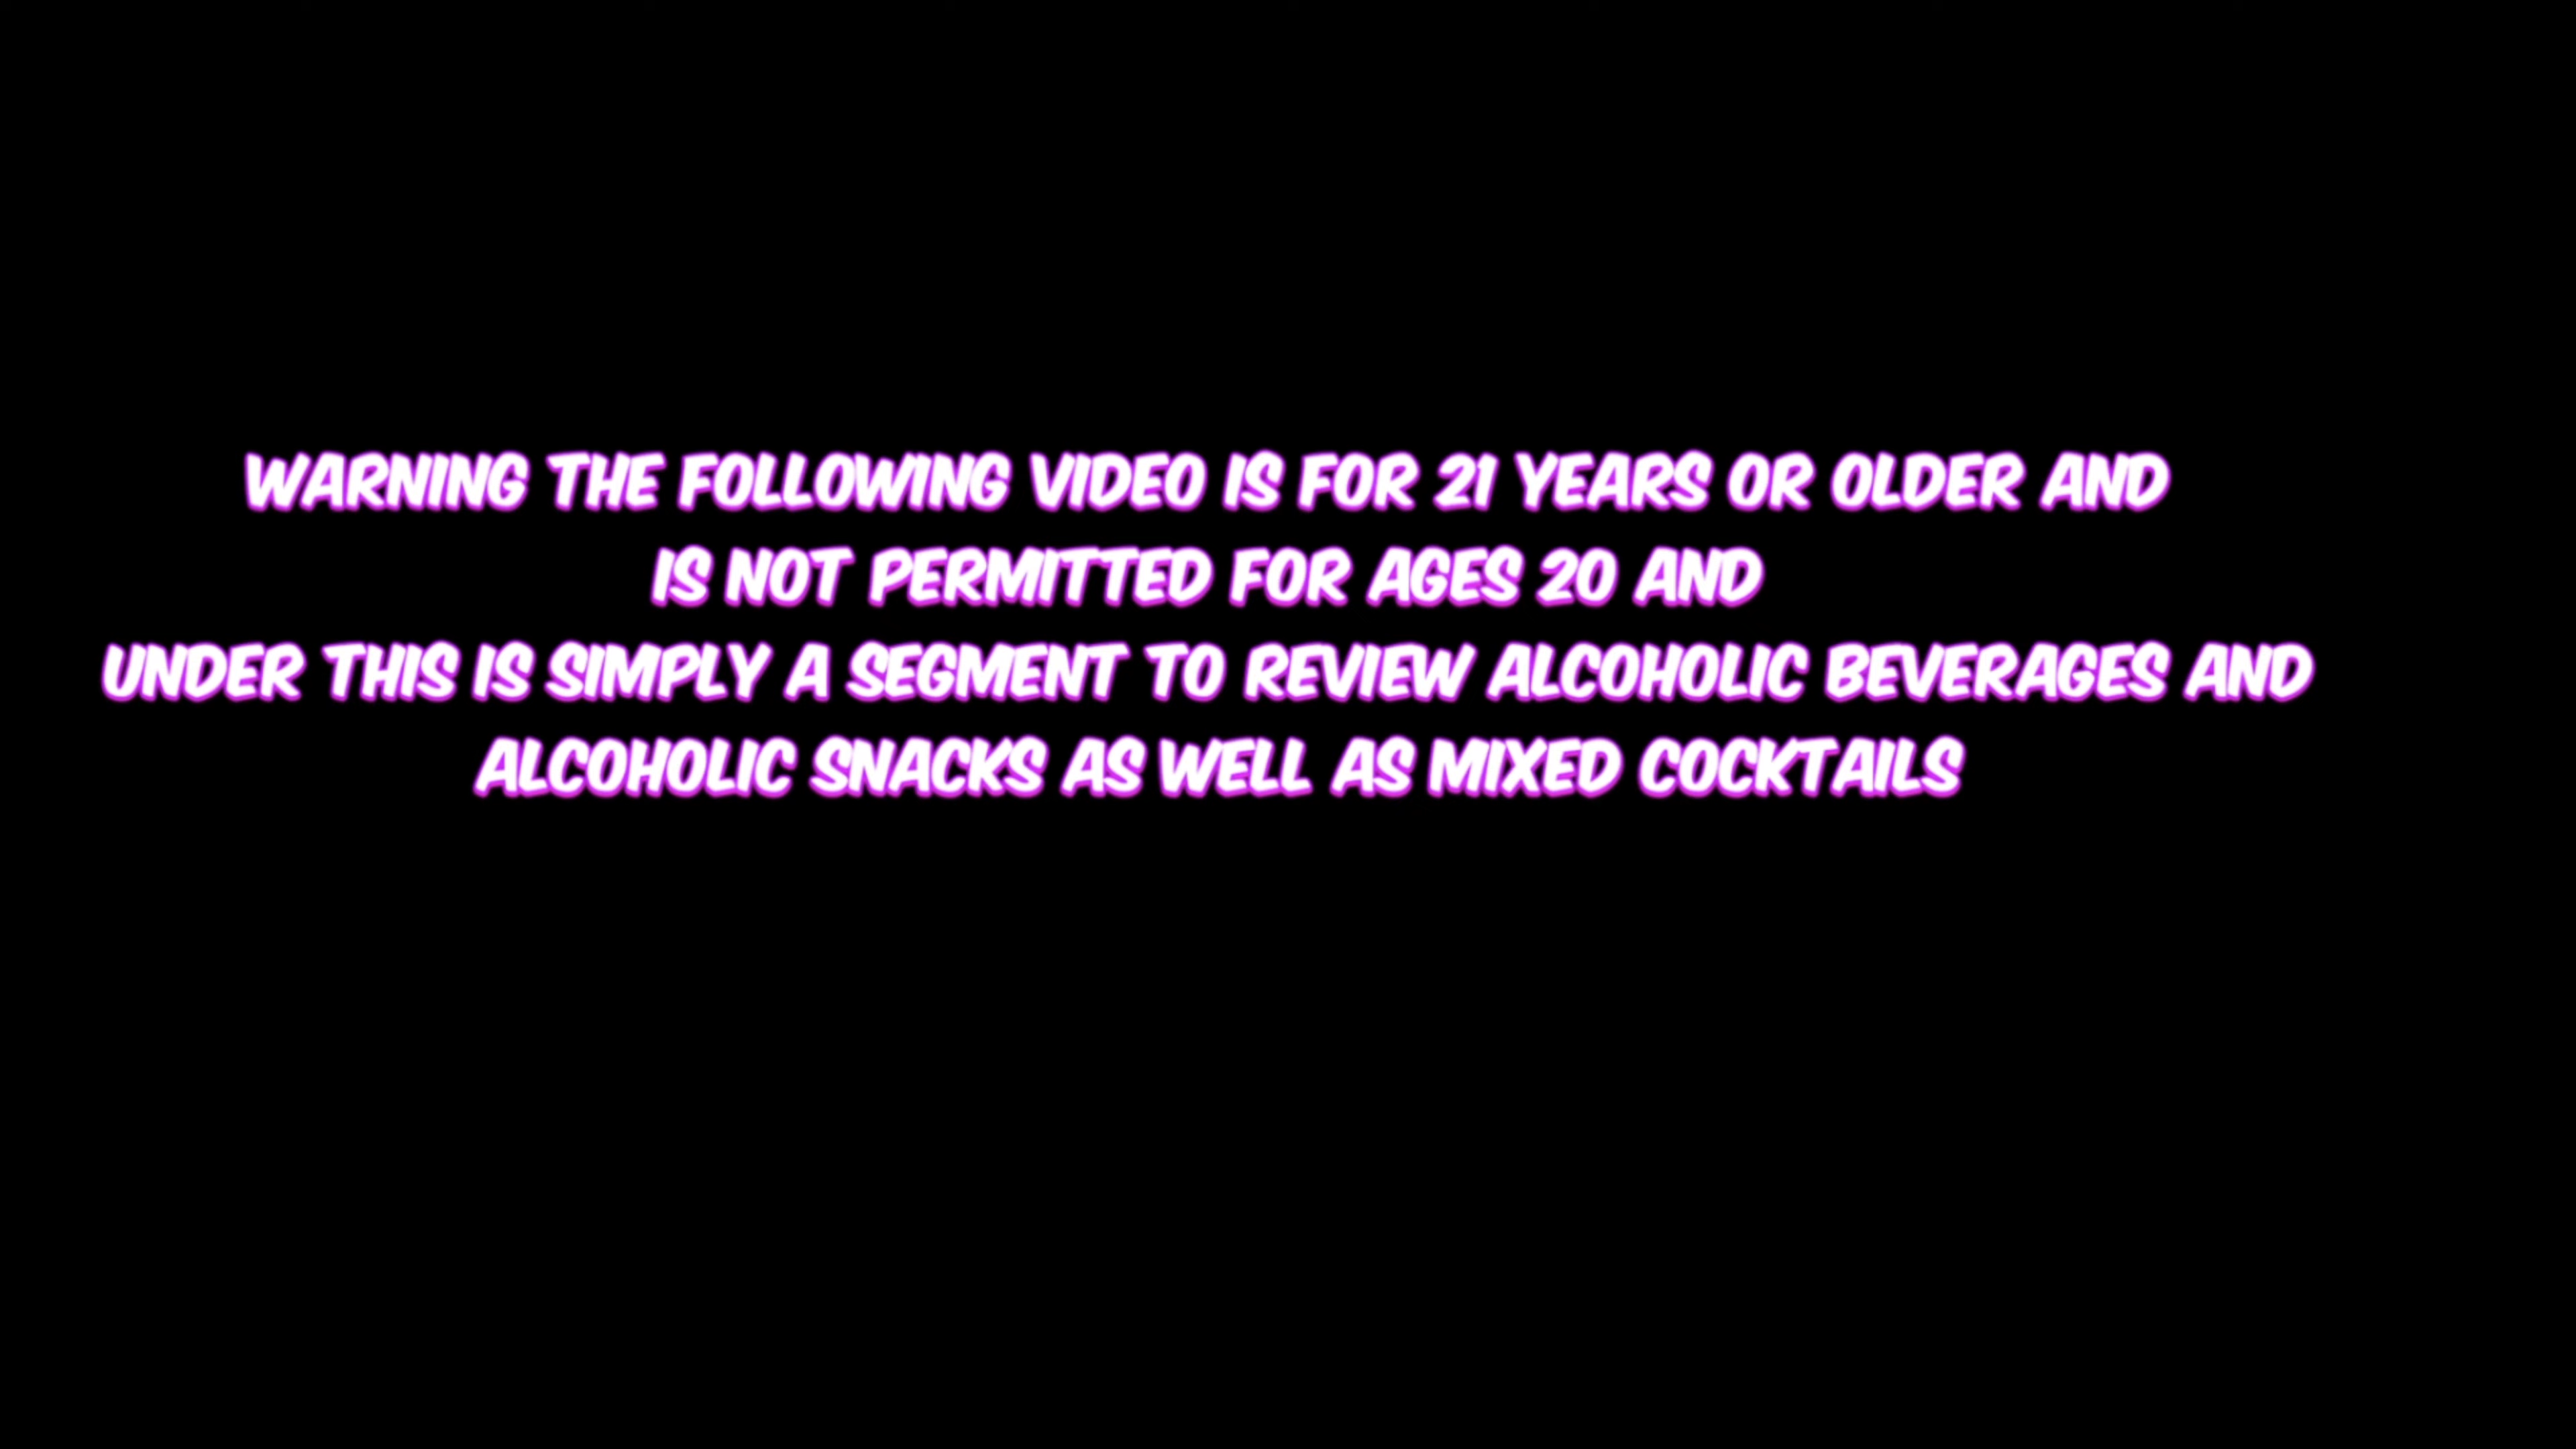 WARNING THE FOLLOWING VIDEO IS FOR 21 YEARS OR OLDER AND
IS NOT PERMITTED FOR AGES 20 AND
UNDER THIS IS SIMPLY A SEGMENT TO REVIEW ALCOHOLIC BEVERAGES AND
ALCOHOLIC SNACKS AS WELL AS MIXED COCKTAILS